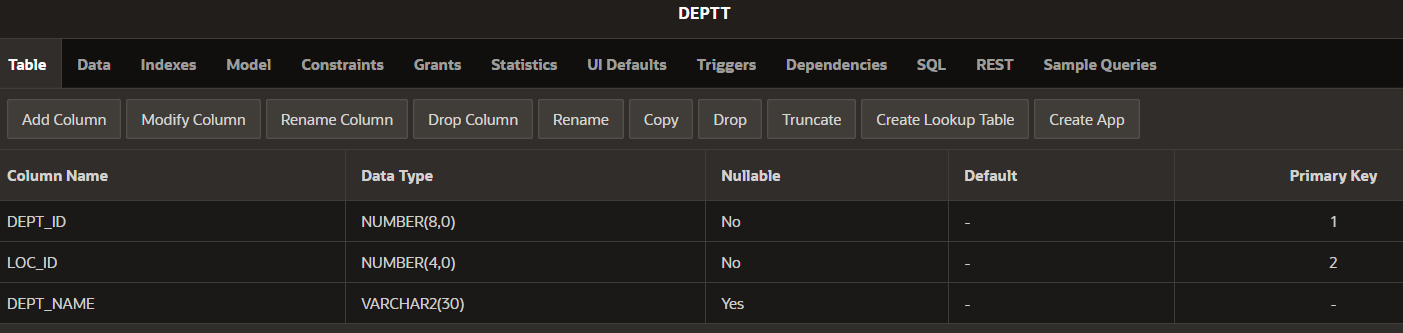 DEPTT
Table Data Indexes Model Constraints Grants Statistics UI Defaults Triggers Dependencies SQL REST Sample Queries
Add Column Modify Column Rename Column Drop Column Rename Copy Drop Truncate Create Lookup Table Create App
Column Name Data Type Nullable Default Primary Key
DEPT_ID NUMBER(8,0) No - 1
LOC_ID NUMBER(4,0) No - 2
DEPT_NAME VARCHAR2(30) Yes - -